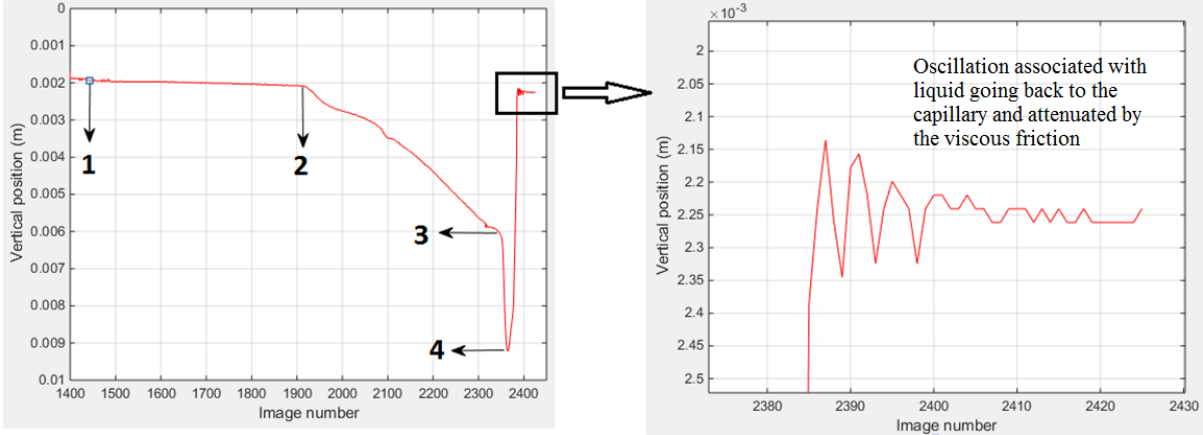 0
0.001
0.002
0.003
0.004
0.005
0.006
0.007
0.008
0.009
0.01
Vertical position (m)
1400 1500 1600 1700 1800 1900 2000 2100 2200 2300 2400
Image number
1
2
3
4
×10⁻³
2
2.05
2.1
2.15
2.2
2.25
2.3
2.35
2.4
2.45
2.5
Vertical position (m)
2380 2390 2400 2410 2420 2430
Image number
Oscillation associated with
liquid going back to the
capillary and attenuated by
the viscous friction